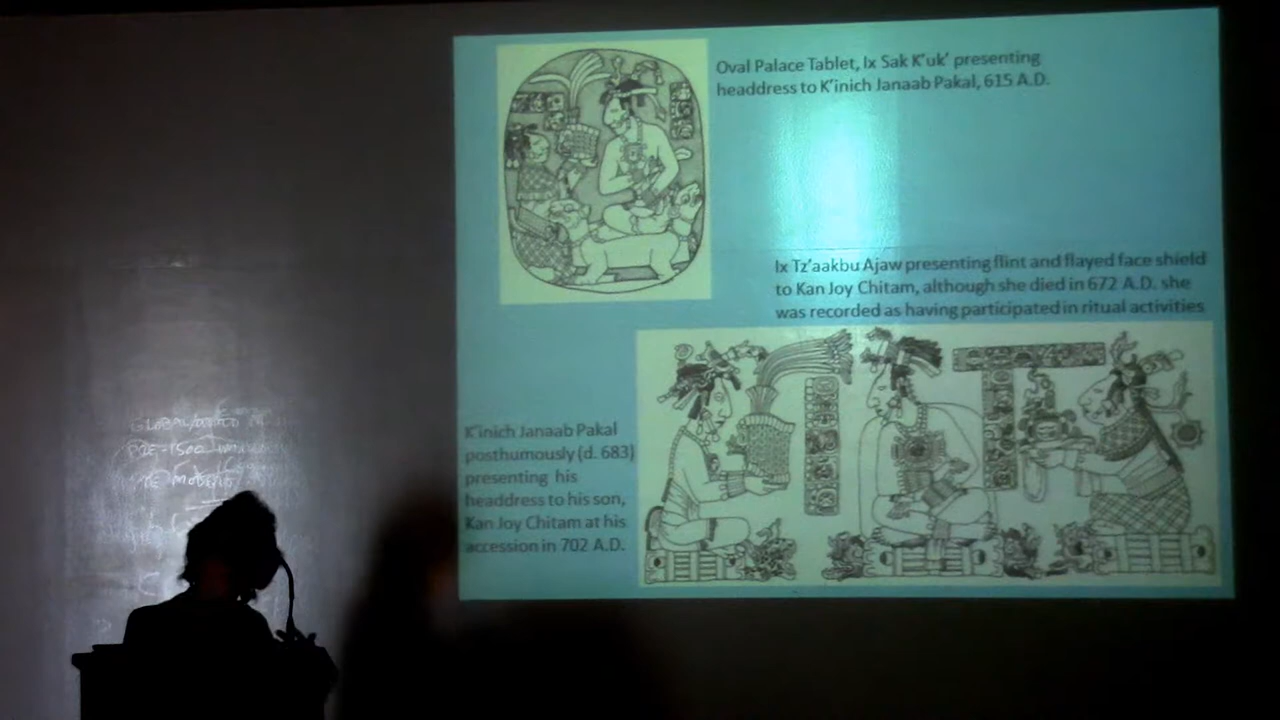 Oval Palace Tablet, Ix Sak K'uk' presenting
headdress to K'inich Janaab Pakal, 615 A.D.
Ix Tz'aakbu Ajaw presenting flint and flayed face shield
to Kan Joy Chitam, although she died in 672 A.D. she
was recorded as having participated in ritual activities
K'inich Janaab Pakal
posthumously (d. 683)
presenting his
headdress to his son,
Kan Joy Chitam at his
accession in 702 A.D.
GLOBAL
PRE-1500